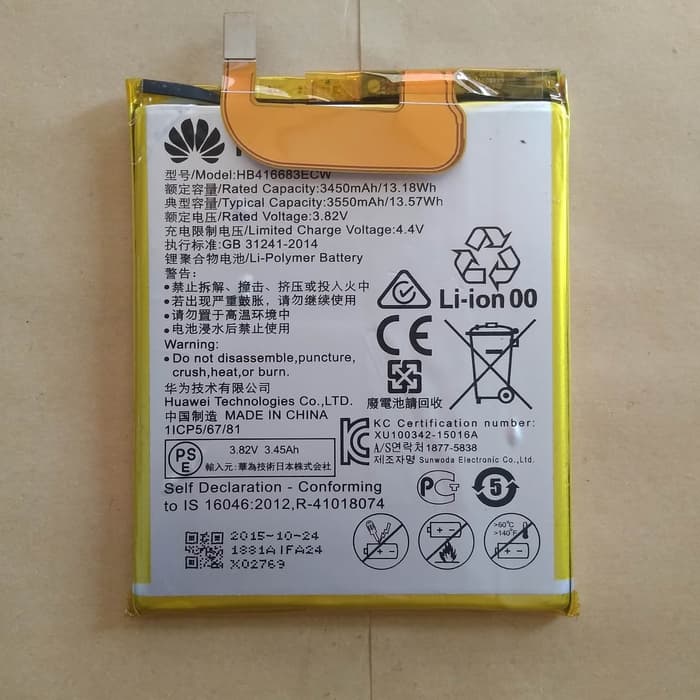 型号/Model:HB416683ECW
额定容量/Rated Capacity:3450mAh/13.18Wh
典型容量/Typical Capacity:3550mAh/13.57Wh
额定电压/Rated Voltage:3.82V
充电限制电压/Limited Charge Voltage:4.4V
执行标准:GB 31241-2014
锂聚合物电池/Li-Polymer Battery
警告:
•禁止拆解、撞击、挤压或投入火中
•若出现严重鼓胀,请勿继续使用
•请勿置于高温环境中
•电池浸水后禁止使用
Li-ion 00
CE
Warning:
• Do not disassemble,puncture,
crush,heat,or burn.
廢電池請回收
华为技术有限公司
Huawei Technologies Co.,LTD.
中国制造 MADE IN CHINA
1ICP5/67/81
KC Certification number:
XU100342-15016A
A/S연락처1877-5838
제조자명 Sunwoda Electronic Co.,Ltd.
PS
E
3.82V 3.45Ah
輸入元: 華為技術日本株式会社
Self Declaration - Conforming
to IS 16046:2012,R-41018074
5
2015-10-24
1881AIFA24
X02769
>60°C
>140°F